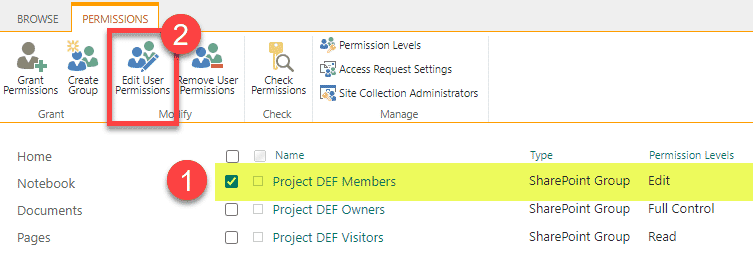 BROWSE PERMISSIONS
2
Grant Permissions
Create Group
Edit User Permissions
Remove User Permissions
Check Permissions
Permission Levels
Access Request Settings
Site Collection Administrators
Grant Modify Check Manage
Home Name Type Permission Levels
1
Notebook Project DEF Members SharePoint Group Edit
Documents Project DEF Owners SharePoint Group Full Control
Pages Project DEF Visitors SharePoint Group Read